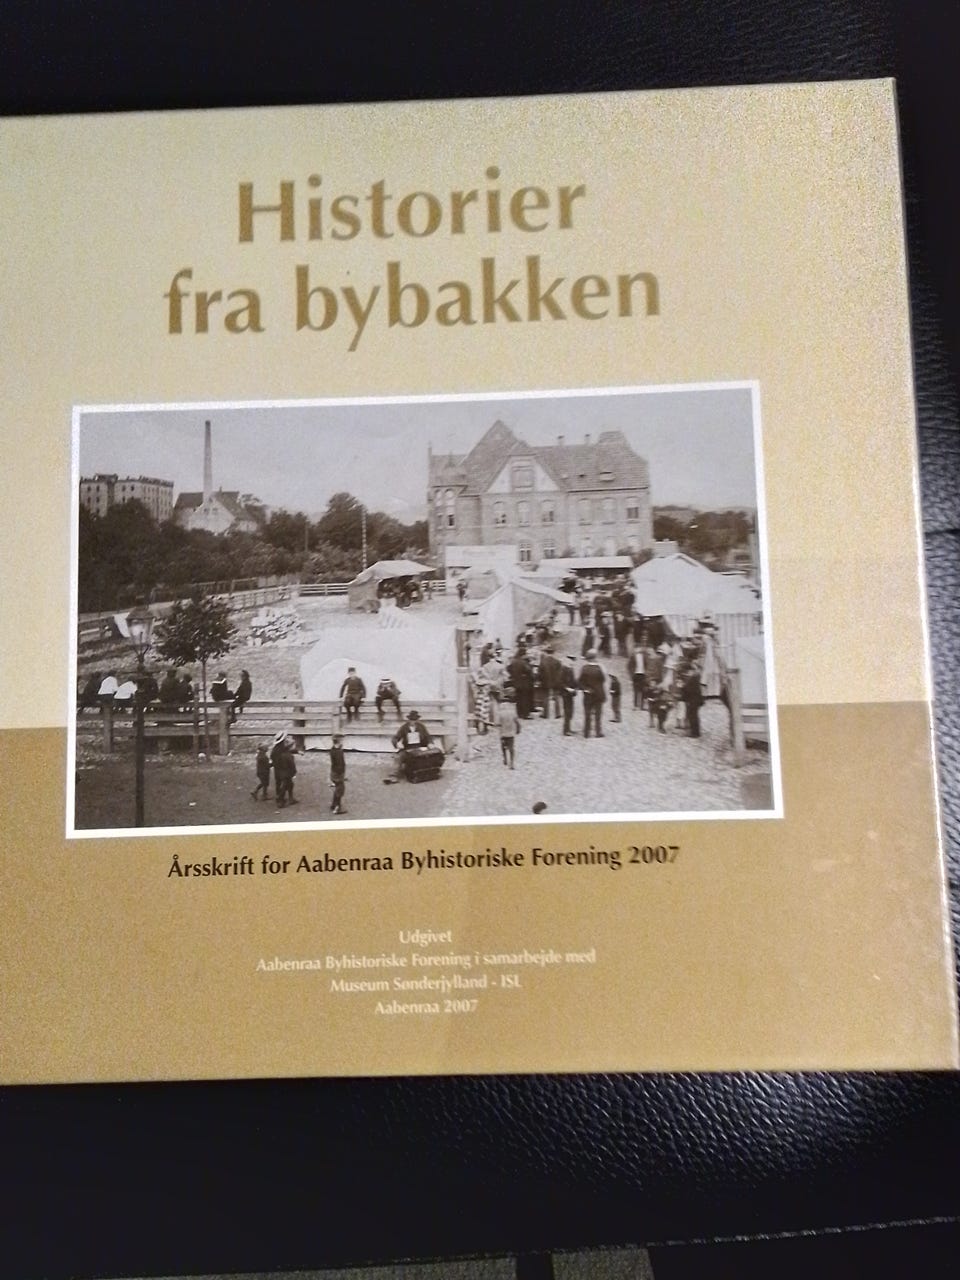 Historier
fra bybakken
Årsskrift for Aabenraa Byhistoriske Forening 2007
Udgivet
Aabenraa Byhistoriske Forening i samarbejde med
Museum Sønderjylland - ISL
Aabenraa 2007